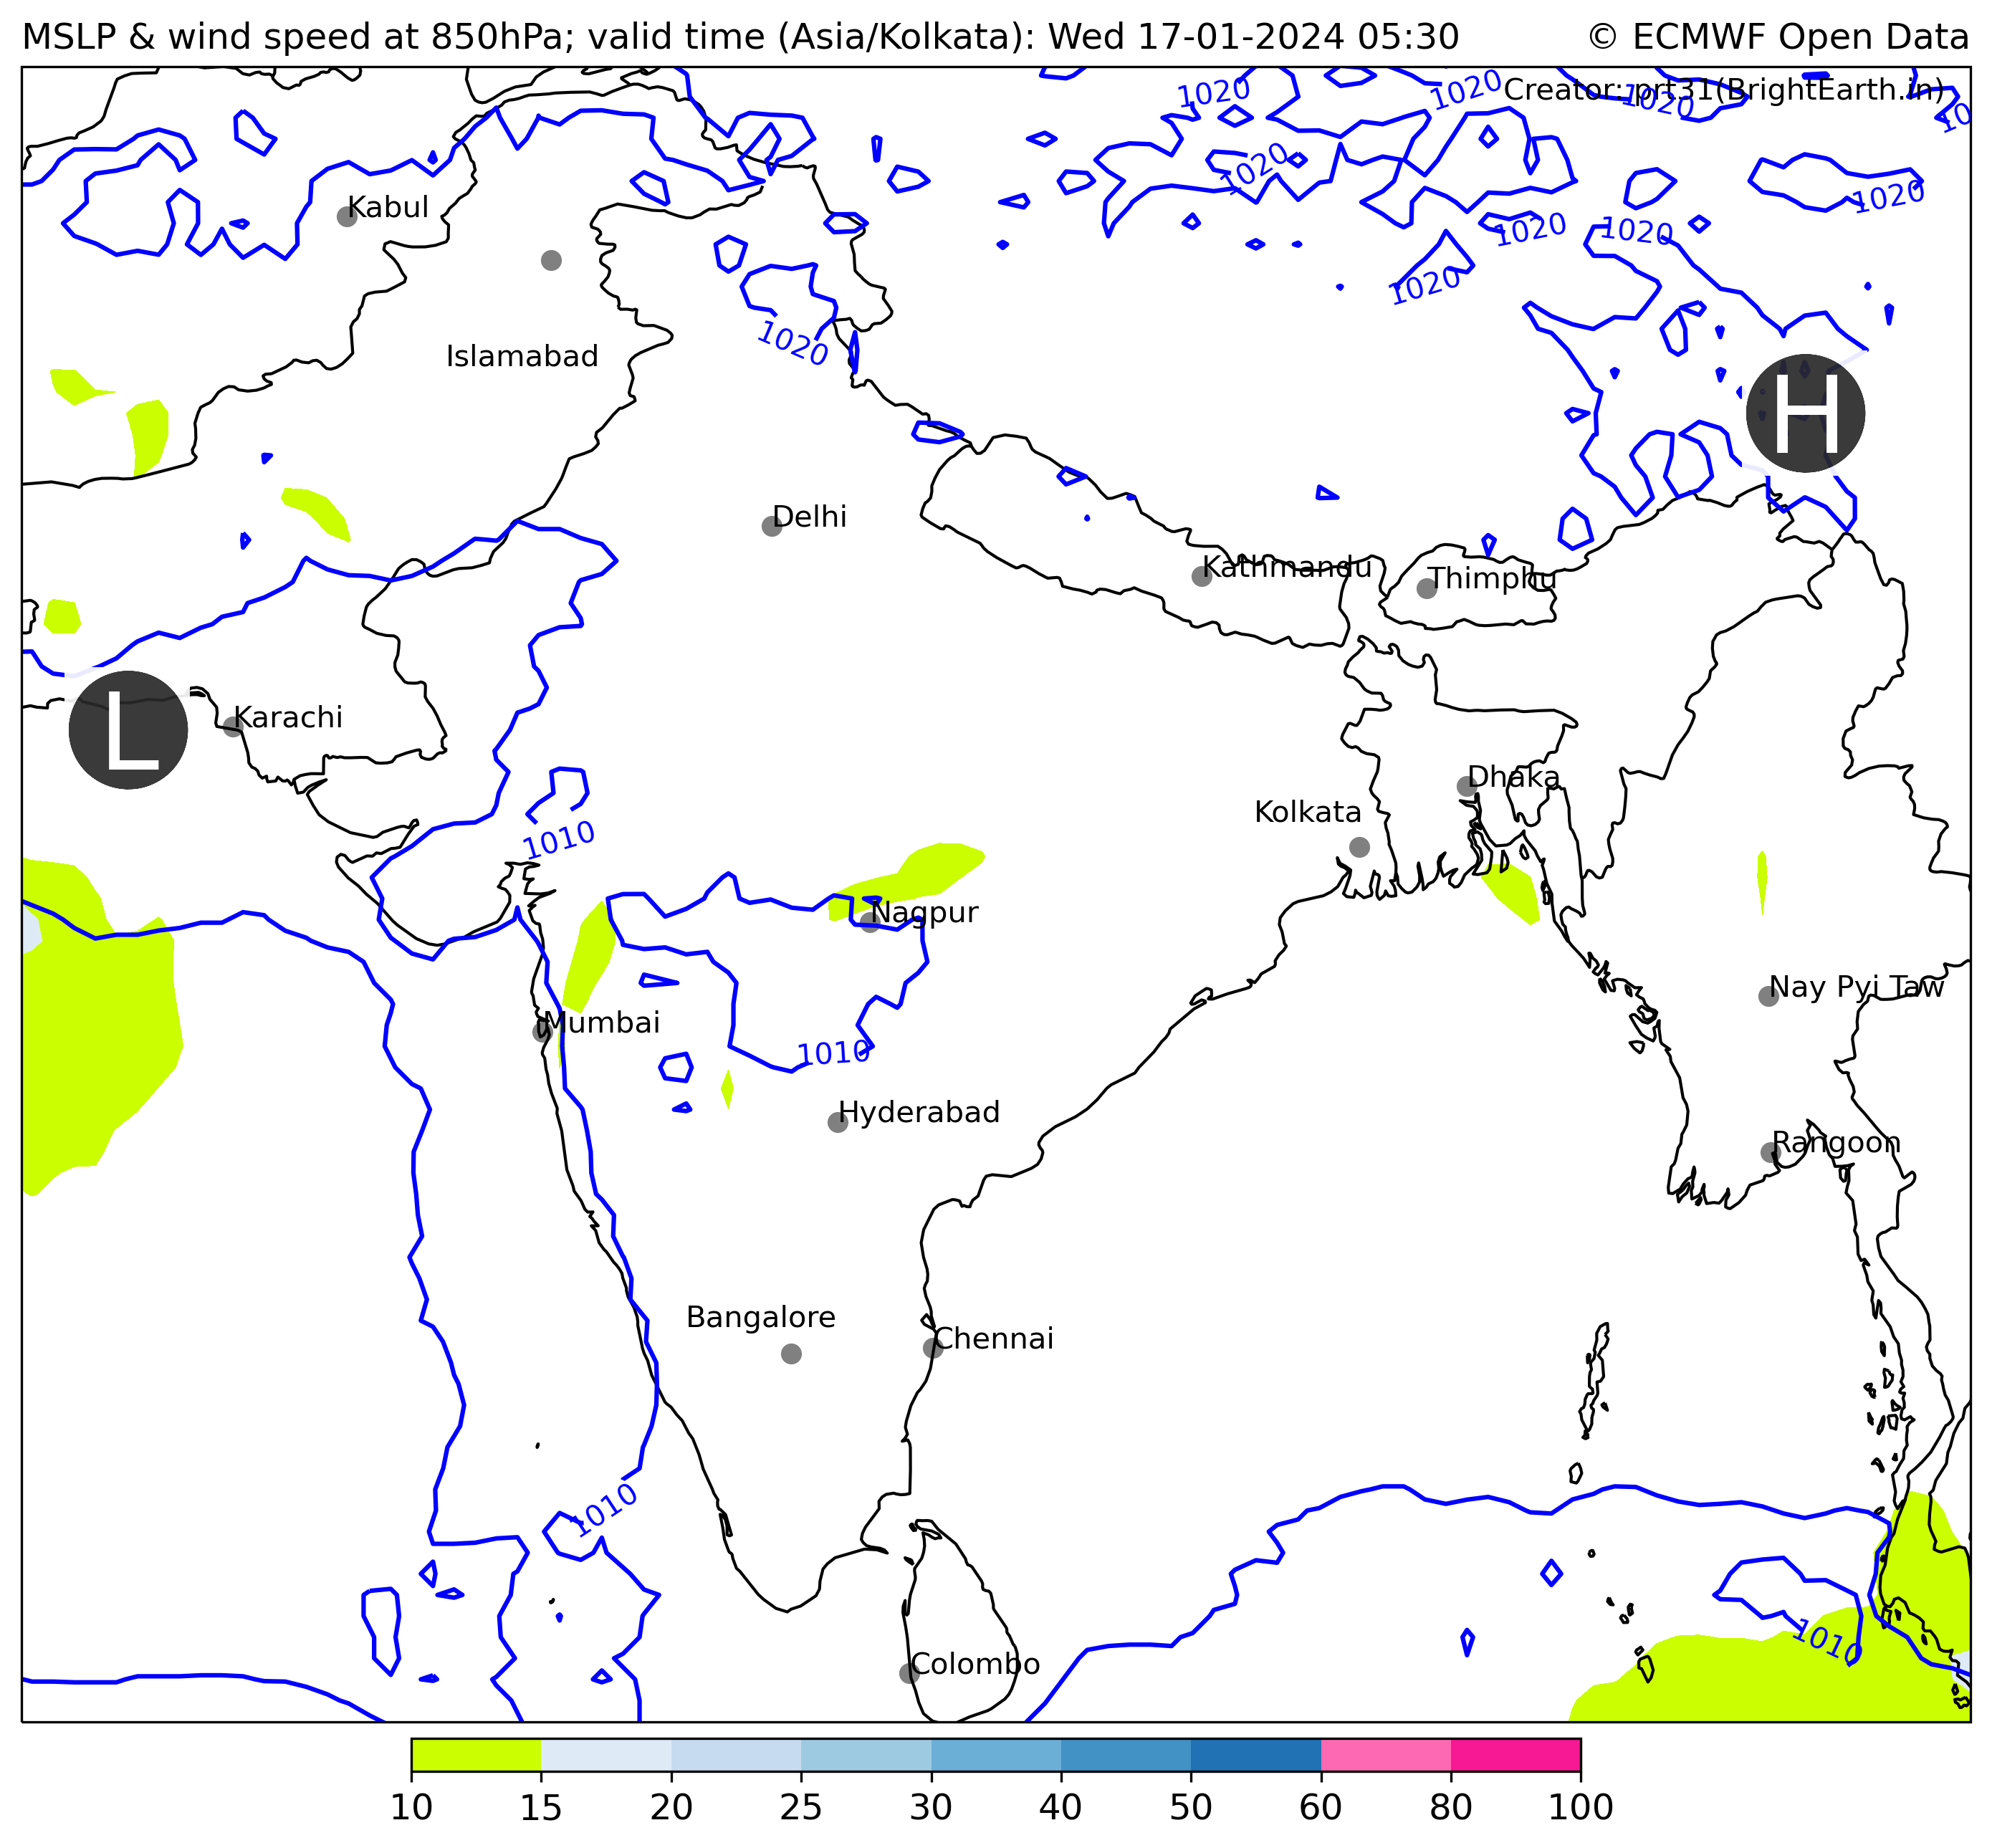 MSLP & wind speed at 850hPa; valid time (Asia/Kolkata): Wed 17-01-2024 05:30 © ECMWF Open Data
Creator: prt31(BrightEarth.in)
1020 1020 1020 10
1020
1020
1020 1020
1020
1020
Kabul
Islamabad
H
Delhi
Kathmandu Thimphu
L
Karachi
Dhaka
Kolkata
1010
Nagpur
Nay Pyi Taw
Mumbai
1010
Hyderabad
Rangoon
Bangalore
Chennai
1010
1010
Colombo
10 15 20 25 30 40 50 60 80 100